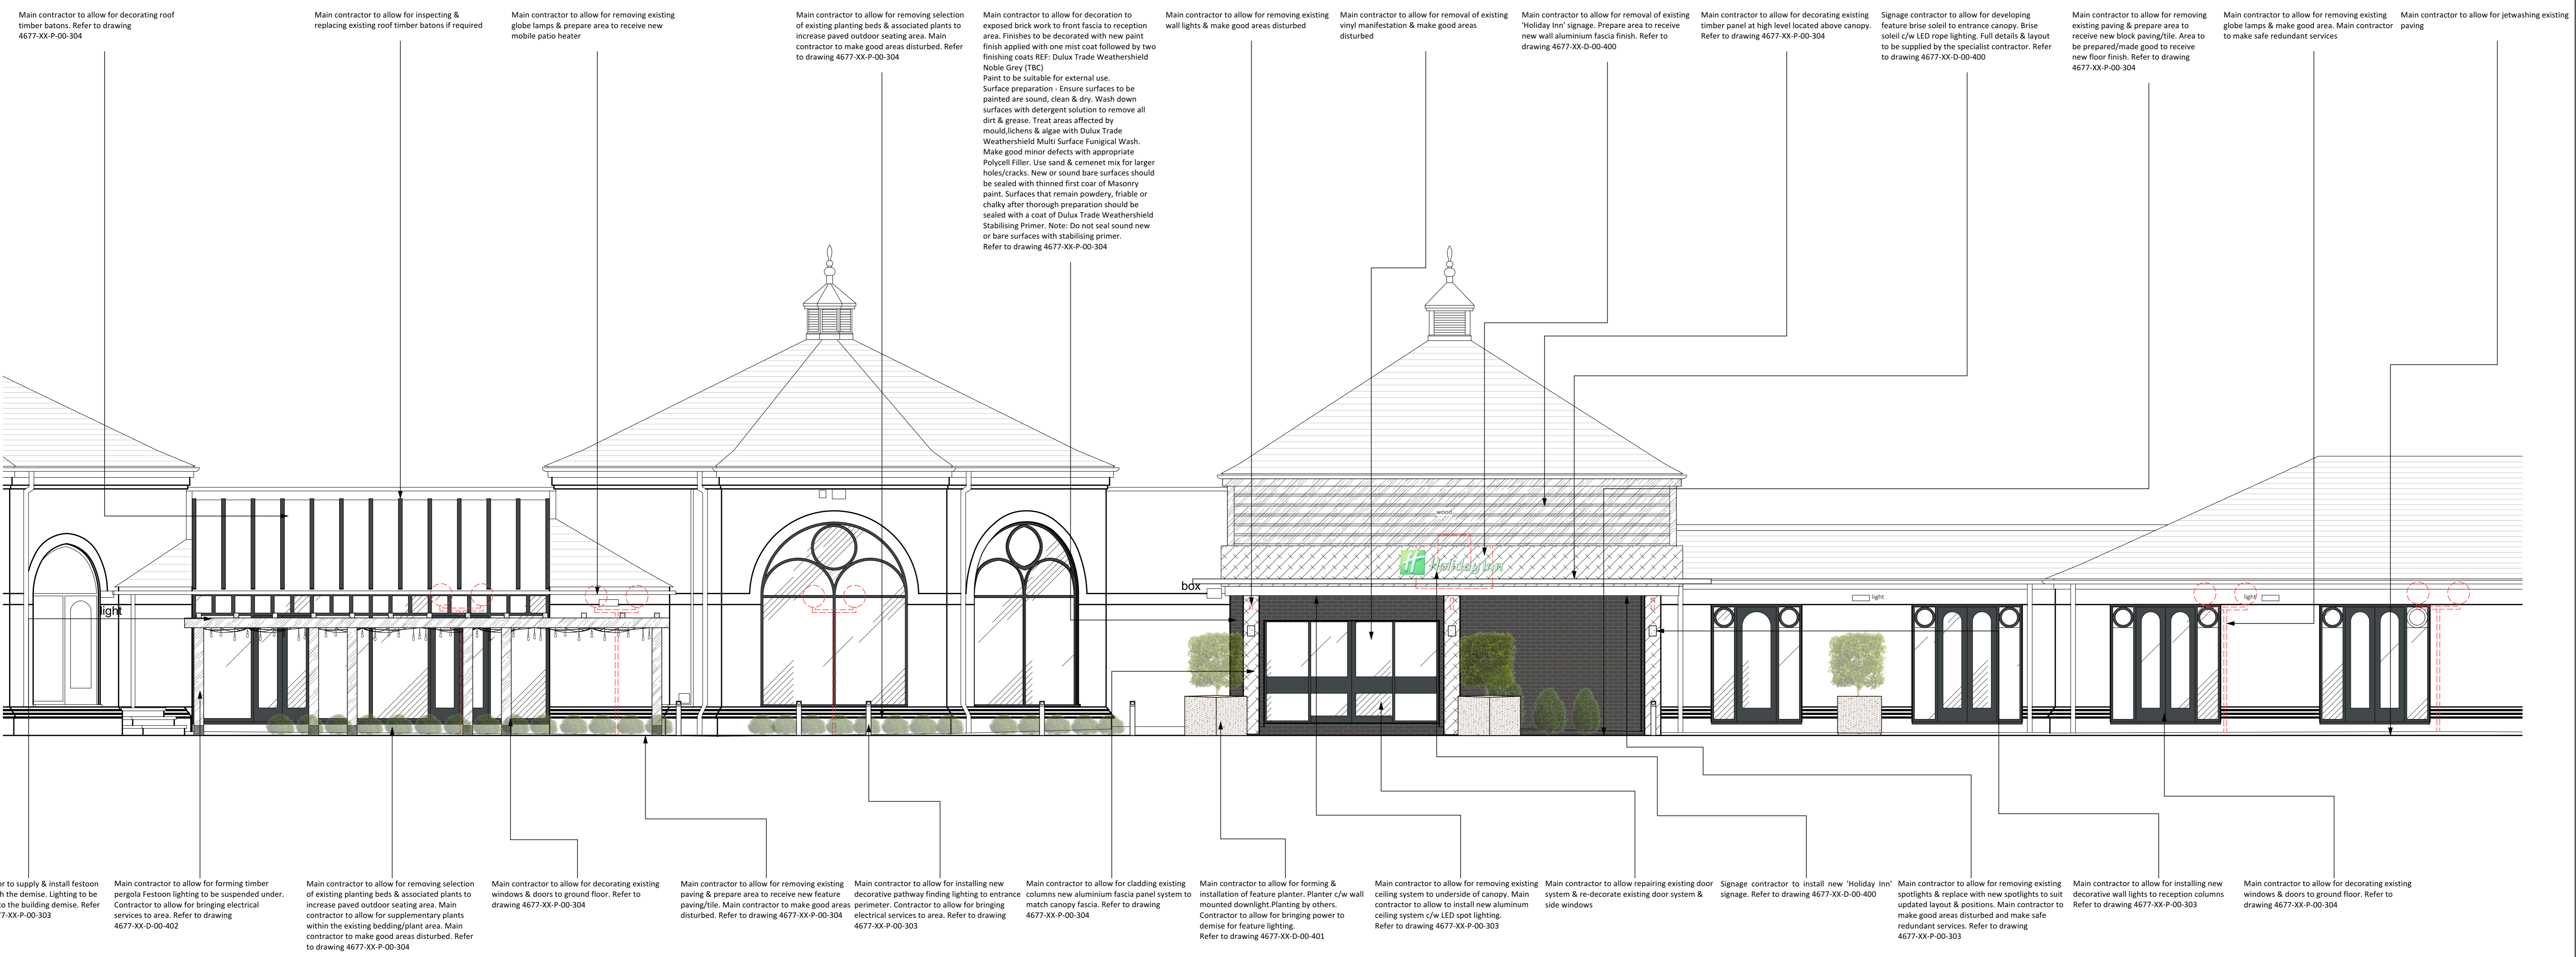 Main contractor to allow for decorating roof
timber batons. Refer to drawing
4677-XX-P-00-304
Main contractor to allow for inspecting &
replacing existing roof timber batons if required
Main contractor to allow for removing existing
globe lamps & prepare area to receive new
mobile patio heater
Main contractor to allow for removing selection
of existing planting beds & associated plants to
increase paved outdoor seating area. Main
contractor to make good areas disturbed. Refer
to drawing 4677-XX-P-00-304
Main contractor to allow for decoration to
exposed brick work to front fascia to reception
area. Finishes to be decorated with new paint
finish applied with one mist coat followed by two
finishing coats REF: Dulux Trade Weathershield
Noble Grey (TBC)
Paint to be suitable for external use.
Surface preparation - Ensure surfaces to be
painted are sound, clean & dry. Wash down
surfaces with detergent solution to remove all
dirt & grease. Treat areas affected by
mould,lichens & algae with Dulux Trade
Weathershield Multi Surface Funigical Wash.
Make good minor defects with appropriate
Polycell Filler. Use sand & cemenet mix for larger
holes/cracks. New or sound bare surfaces should
be sealed with thinned first coar of Masonry
paint. Surfaces that remain powdery, friable or
chalky after thorough preparation should be
sealed with a coat of Dulux Trade Weathershield
Stabilising Primer. Note: Do not seal sound new
or bare surfaces with stabilising primer.
Refer to drawing 4677-XX-P-00-304
Main contractor to allow for removing existing
wall lights & make good areas disturbed
Main contractor to allow for removal of existing
vinyl manifestation & make good areas
disturbed
Main contractor to allow for removal of existing
'Holiday Inn' signage. Prepare area to receive
new wall aluminium fascia finish. Refer to
drawing 4677-XX-D-00-400
Main contractor to allow for decorating existing
timber panel at high level located above canopy.
Refer to drawing 4677-XX-P-00-304
Signage contractor to allow for developing
feature brise soleil to entrance canopy. Brise
soleil c/w LED rope lighting. Full details & layout
to be supplied by the specialist contractor. Refer
to drawing 4677-XX-D-00-400
Main contractor to allow for removing
existing paving & prepare area to
receive new block paving/tile. Area to
be prepared/made good to receive
new floor finish. Refer to drawing
4677-XX-P-00-304
Main contractor to allow for removing existing
globe lamps & make good area. Main contractor
to make safe redundant services
Main contractor to allow for jetwashing existing
paving
wood
Holiday Inn
box
light
light
light
or to supply & install festoon
h the demise. Lighting to be
to the building demise. Refer
77-XX-P-00-303
Main contractor to allow for forming timber
pergola Festoon lighting to be suspended under.
Contractor to allow for bringing electrical
services to area. Refer to drawing
4677-XX-D-00-402
Main contractor to allow for removing selection
of existing planting beds & associated plants to
increase paved outdoor seating area. Main
contractor to allow for supplementary plants
within the existing bedding/plant area. Main
contractor to make good areas disturbed. Refer
to drawing 4677-XX-P-00-304
Main contractor to allow for decorating existing
windows & doors to ground floor. Refer to
drawing 4677-XX-P-00-304
Main contractor to allow for removing existing
paving & prepare area to receive new feature
paving/tile. Main contractor to make good areas
disturbed. Refer to drawing 4677-XX-P-00-304
Main contractor to allow for installing new
decorative pathway finding lighting to entrance
perimeter. Contractor to allow for bringing
electrical services to area. Refer to drawing
4677-XX-P-00-303
Main contractor to allow for cladding existing
columns new aluminium fascia panel system to
match canopy fascia. Refer to drawing
4677-XX-P-00-304
Main contractor to allow for forming &
installation of feature planter. Planter c/w wall
mounted downlight.Planting by others.
Contractor to allow for bringing power to
demise for feature lighting.
Refer to drawing 4677-XX-D-00-401
Main contractor to allow for removing existing
ceiling system to underside of canopy. Main
contractor to allow to install new aluminum
ceiling system c/w LED spot lighting.
Refer to drawing 4677-XX-P-00-303
Main contractor to allow repairing existing door
system & re-decorate existing door system &
side windows
Signage contractor to install new 'Holiday Inn'
signage. Refer to drawing 4677-XX-D-00-400
Main contractor to allow for removing existing
spotlights & replace with new spotlights to suit
updated layout & positions. Main contractor to
make good areas disturbed and make safe
redundant services. Refer to drawing
4677-XX-P-00-303
Main contractor to allow for installing new
decorative wall lights to reception columns
Refer to drawing 4677-XX-P-00-303
Main contractor to allow for decorating existing
windows & doors to ground floor. Refer to
drawing 4677-XX-P-00-304